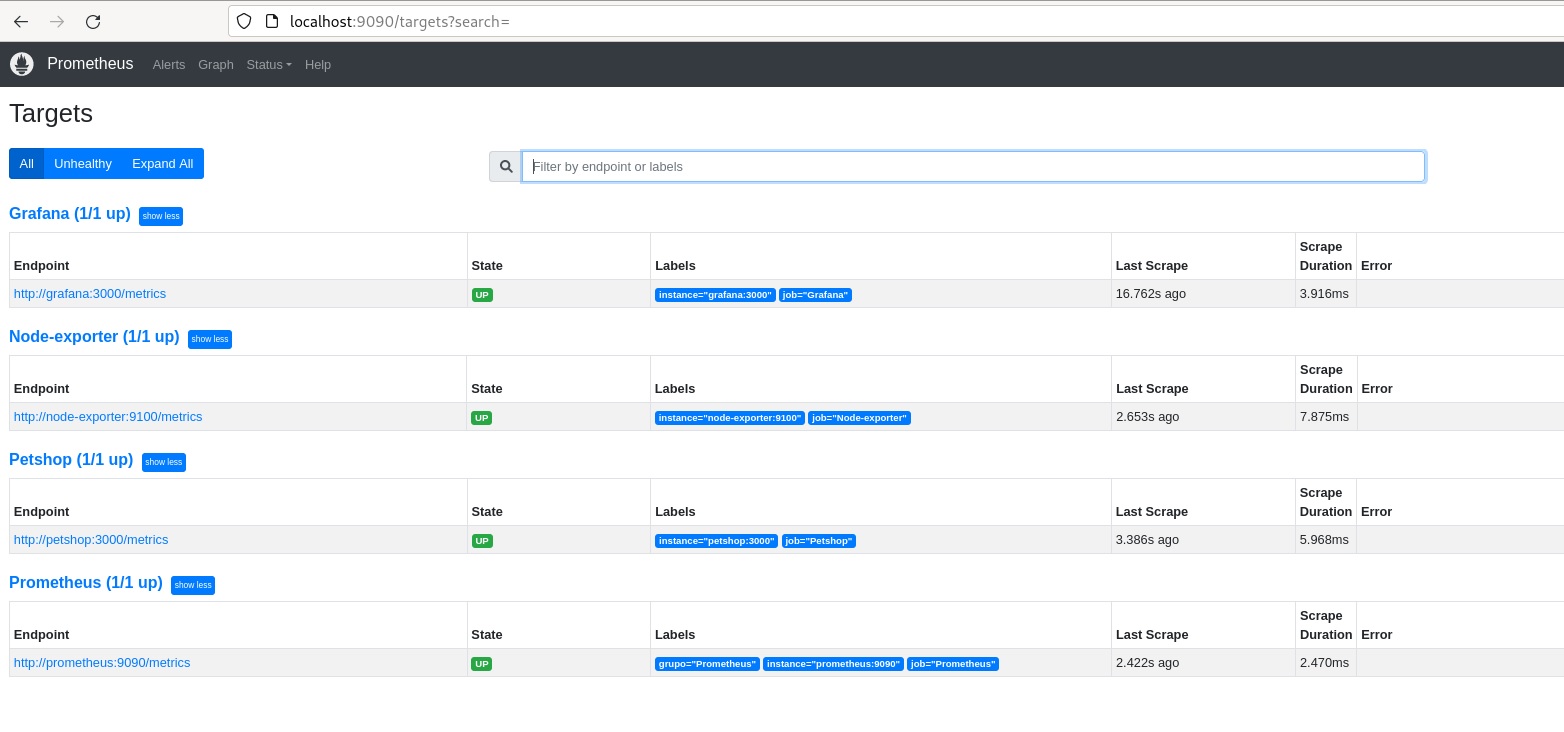 localhost:9090/targets?search=
Prometheus Alerts Graph Status Help
Targets
All Unhealthy Expand All
Filter by endpoint or labels
Grafana (1/1 up) show less
Endpoint State Labels Last Scrape Scrape Duration Error
http://grafana:3000/metrics UP instance="grafana:3000" job="Grafana" 16.762s ago 3.916ms
Node-exporter (1/1 up) show less
Endpoint State Labels Last Scrape Scrape Duration Error
http://node-exporter:9100/metrics UP instance="node-exporter:9100" job="Node-exporter" 2.653s ago 7.875ms
Petshop (1/1 up) show less
Endpoint State Labels Last Scrape Scrape Duration Error
http://petshop:3000/metrics UP instance="petshop:3000" job="Petshop" 3.386s ago 5.968ms
Prometheus (1/1 up) show less
Endpoint State Labels Last Scrape Scrape Duration Error
http://prometheus:9090/metrics UP grupo="Prometheus" instance="prometheus:9090" job="Prometheus" 2.422s ago 2.470ms